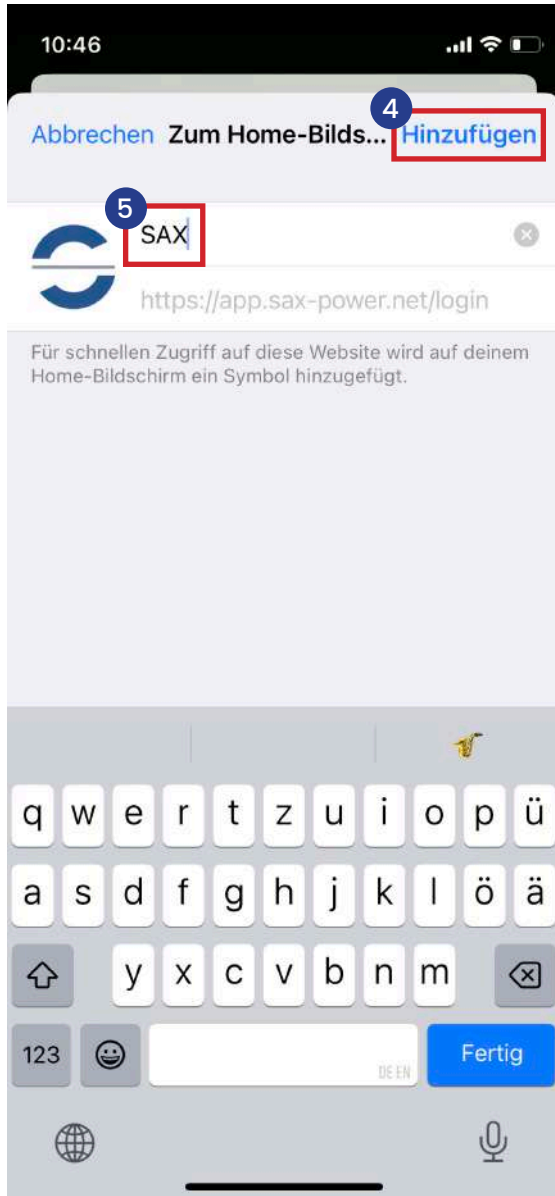 10:46
4
Abbrechen Zum Home-Bilds... Hinzufügen
5
SAX
https://app.sax-power.net/login
Für schnellen Zugriff auf diese Website wird auf deinem
Home-Bildschirm ein Symbol hinzugefügt.
q w e r t z u i o p ü
a s d f g h j k l ö ä
y x c v b n m
123 Fertig
DE EN